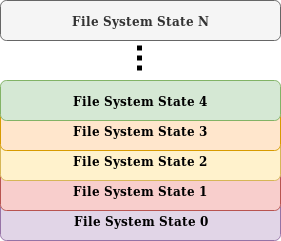 File System State N
File System State 4
File System State 3
File System State 2
File System State 1
File System State 0